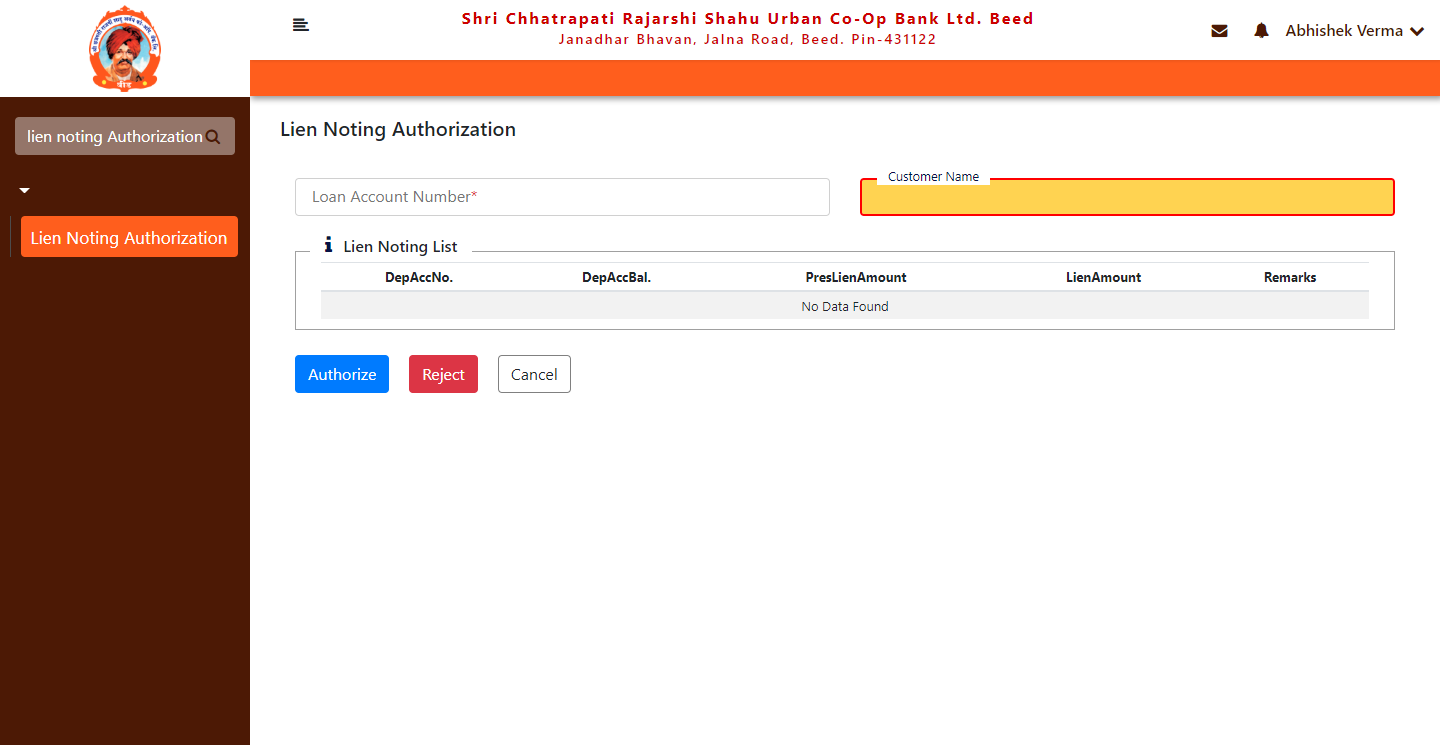 Shri Chhatrapati Rajarshi Shahu Urban Co-Op Bank Ltd. Beed
Janadhar Bhavan, Jalna Road, Beed. Pin-431122
Abhishek Verma
बीड
lien noting Authorization
Lien Noting Authorization
Lien Noting Authorization
Loan Account Number*
Customer Name
Lien Noting List
DepAccNo. DepAccBal. PresLienAmount LienAmount Remarks
No Data Found
Authorize Reject Cancel